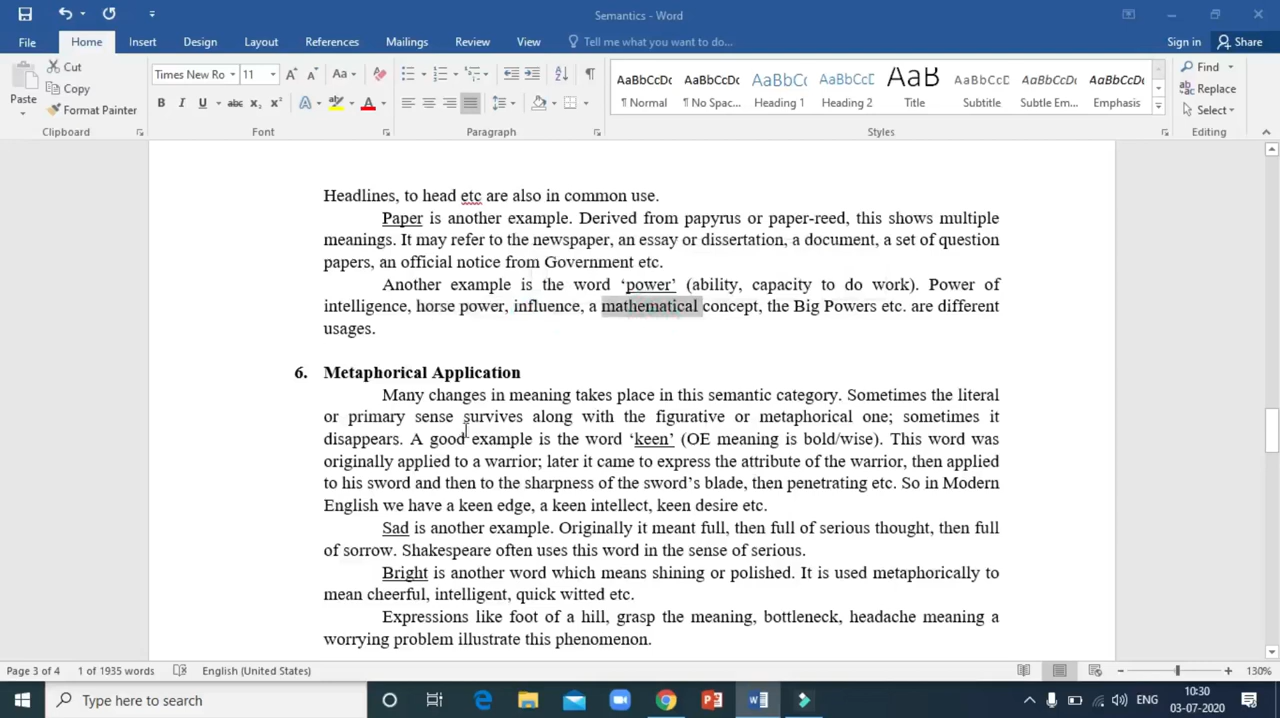 Semantics - Word
File Home Insert Design Layout References Mailings Review View Tell me what you want to do... Sign in Share
Paste Cut Copy Format Painter Clipboard
Times New Ro 11 Font
Paragraph
AaBbCcDc AaBbCcDc AaBbCc AaBbCcD AaB AaBbCcD AaBbCcDc AaBbCcDc
¶ Normal ¶ No Spac... Heading 1 Heading 2 Title Subtitle Subtle Em... Emphasis
Styles
Find Replace Select Editing
Headlines, to head etc are also in common use.
Paper is another example. Derived from papyrus or paper-reed, this shows multiple
meanings. It may refer to the newspaper, an essay or dissertation, a document, a set of question
papers, an official notice from Government etc.
Another example is the word ‘power’ (ability, capacity to do work). Power of
intelligence, horse power, influence, a mathematical concept, the Big Powers etc. are different
usages.
6. Metaphorical Application
Many changes in meaning takes place in this semantic category. Sometimes the literal
or primary sense survives along with the figurative or metaphorical one; sometimes it
disappears. A good example is the word ‘keen’ (OE meaning is bold/wise). This word was
originally applied to a warrior; later it came to express the attribute of the warrior, then applied
to his sword and then to the sharpness of the sword’s blade, then penetrating etc. So in Modern
English we have a keen edge, a keen intellect, keen desire etc.
Sad is another example. Originally it meant full, then full of serious thought, then full
of sorrow. Shakespeare often uses this word in the sense of serious.
Bright is another word which means shining or polished. It is used metaphorically to
mean cheerful, intelligent, quick witted etc.
Expressions like foot of a hill, grasp the meaning, bottleneck, headache meaning a
worrying problem illustrate this phenomenon.
Page 3 of 4 1 of 1935 words English (United States) 130%
Type here to search
ENG 10:30
03-07-2020